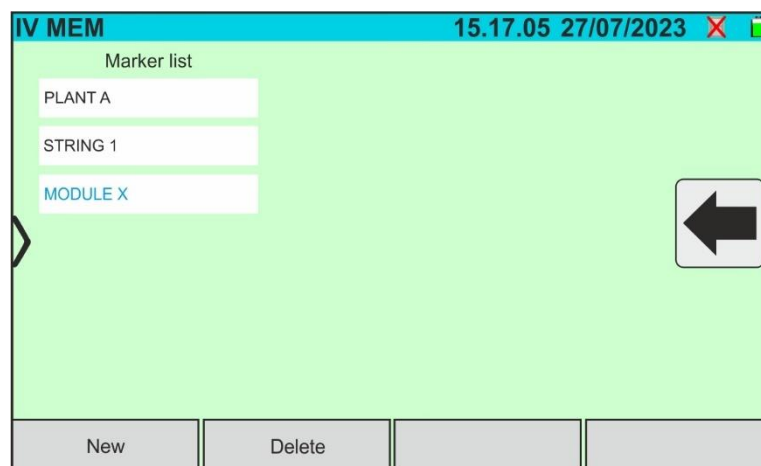 IV MEM 15.17.05 27/07/2023
Marker list
PLANT A
STRING 1
MODULE X
New Delete